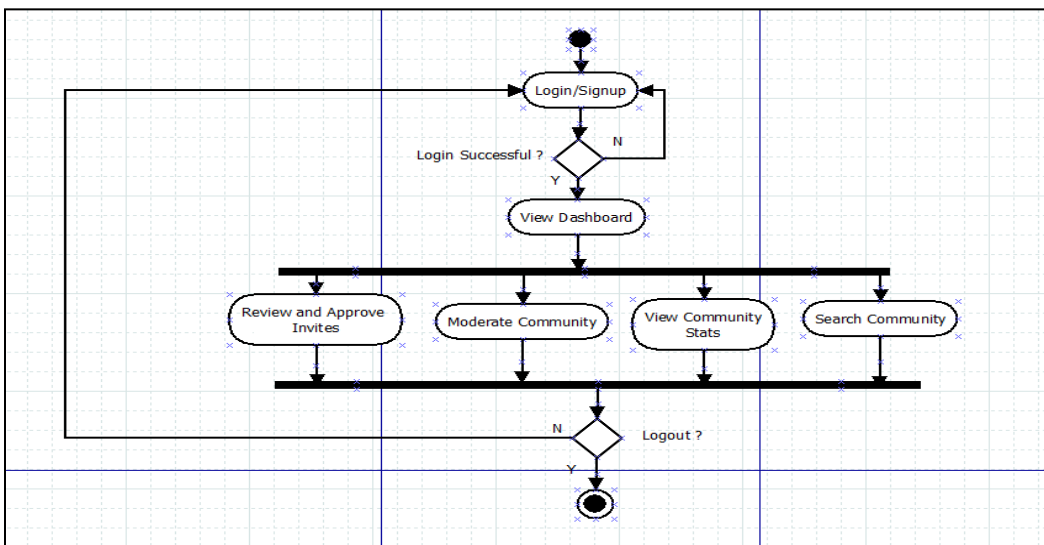 Login/Signup
N
Login Successful ?
Y
View Dashboard
Review and Approve
Invites
Moderate Community
View Community
Stats
Search Community
N
Logout ?
Y